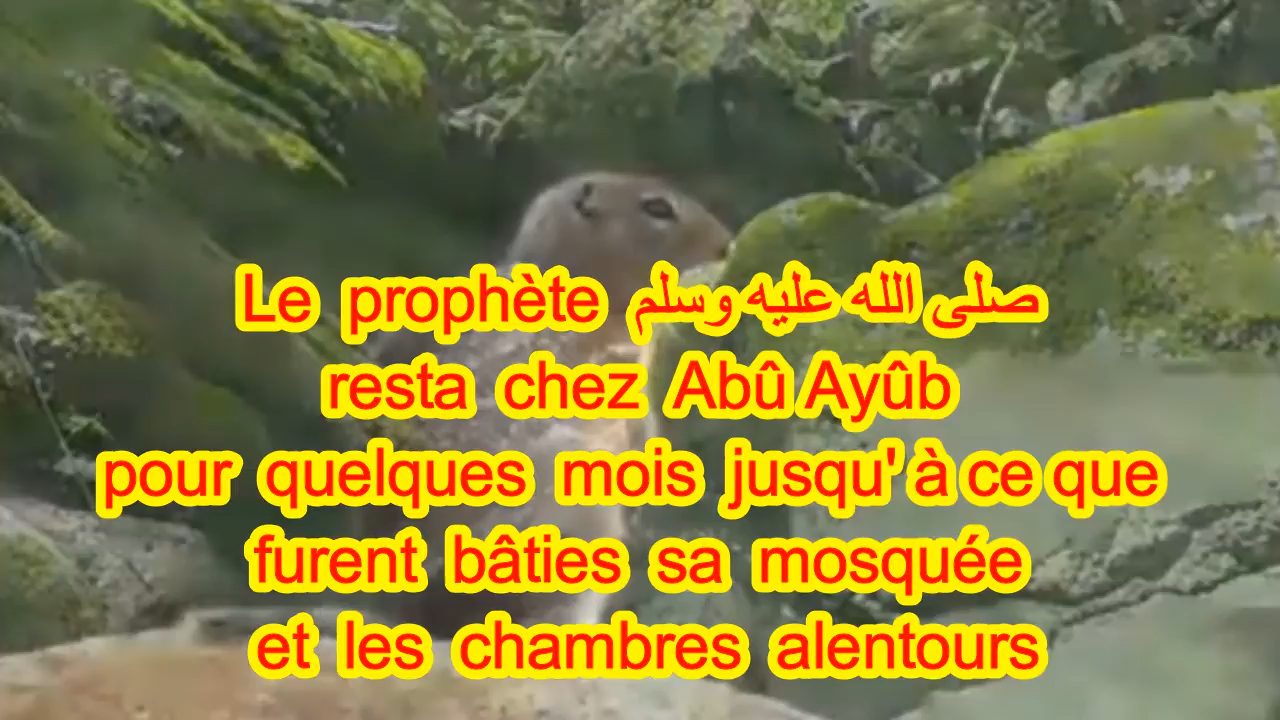 Le prophète صلى الله عليه وسلم
resta chez Abû Ayûb
pour quelques mois jusqu' à ce que
furent bâties sa mosquée
et les chambres alentours